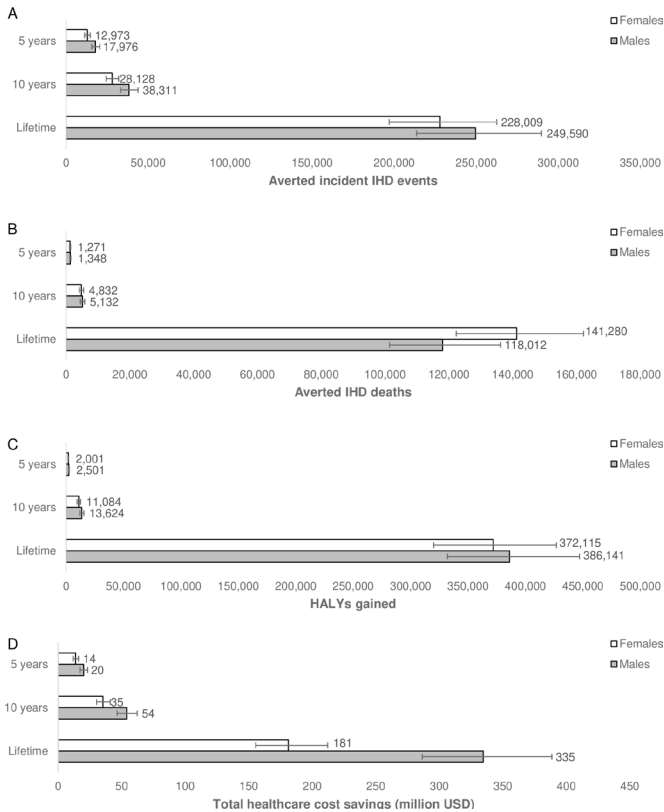 A
Females
Males
5 years
12,973
17,976
10 years
28,128
38,311
Lifetime
228,009
249,590
0 50,000 100,000 150,000 200,000 250,000 300,000 350,000
Averted incident IHD events
B
Females
Males
5 years
1,271
1,348
10 years
4,832
5,132
Lifetime
141,280
118,012
0 20,000 40,000 60,000 80,000 100,000 120,000 140,000 160,000 180,000
Averted IHD deaths
C
Females
Males
5 years
2,001
2,501
10 years
11,084
13,624
Lifetime
372,115
386,141
0 50,000 100,000 150,000 200,000 250,000 300,000 350,000 400,000 450,000 500,000
HALYs gained
D
Females
Males
5 years
14
20
10 years
35
54
Lifetime
181
335
0 50 100 150 200 250 300 350 400 450
Total healthcare cost savings (million USD)